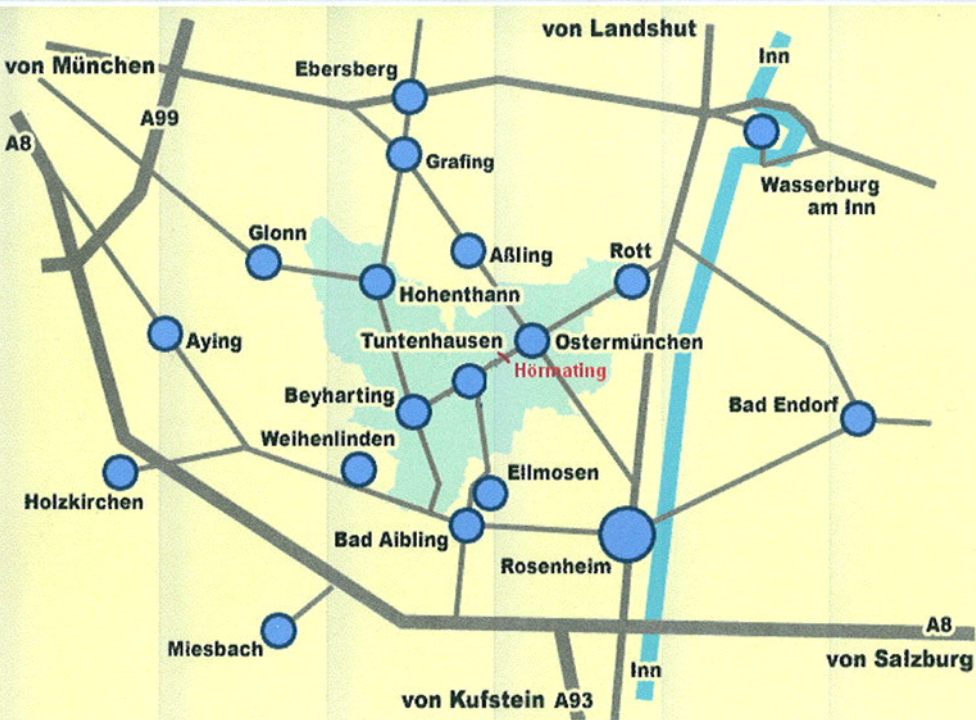 von Landshut
Inn
von München
Ebersberg
A99
A8
Grafing
Wasserburg
am Inn
Glonn
Aßling
Rott
Hohenthann
Aying
Tuntenhausen
Ostermünchen
Hörmating
Beyharting
Bad Endorf
Weihenlinden
Ellmosen
Holzkirchen
Bad Aibling
Rosenheim
A8
Miesbach
von Salzburg
Inn
von Kufstein A93